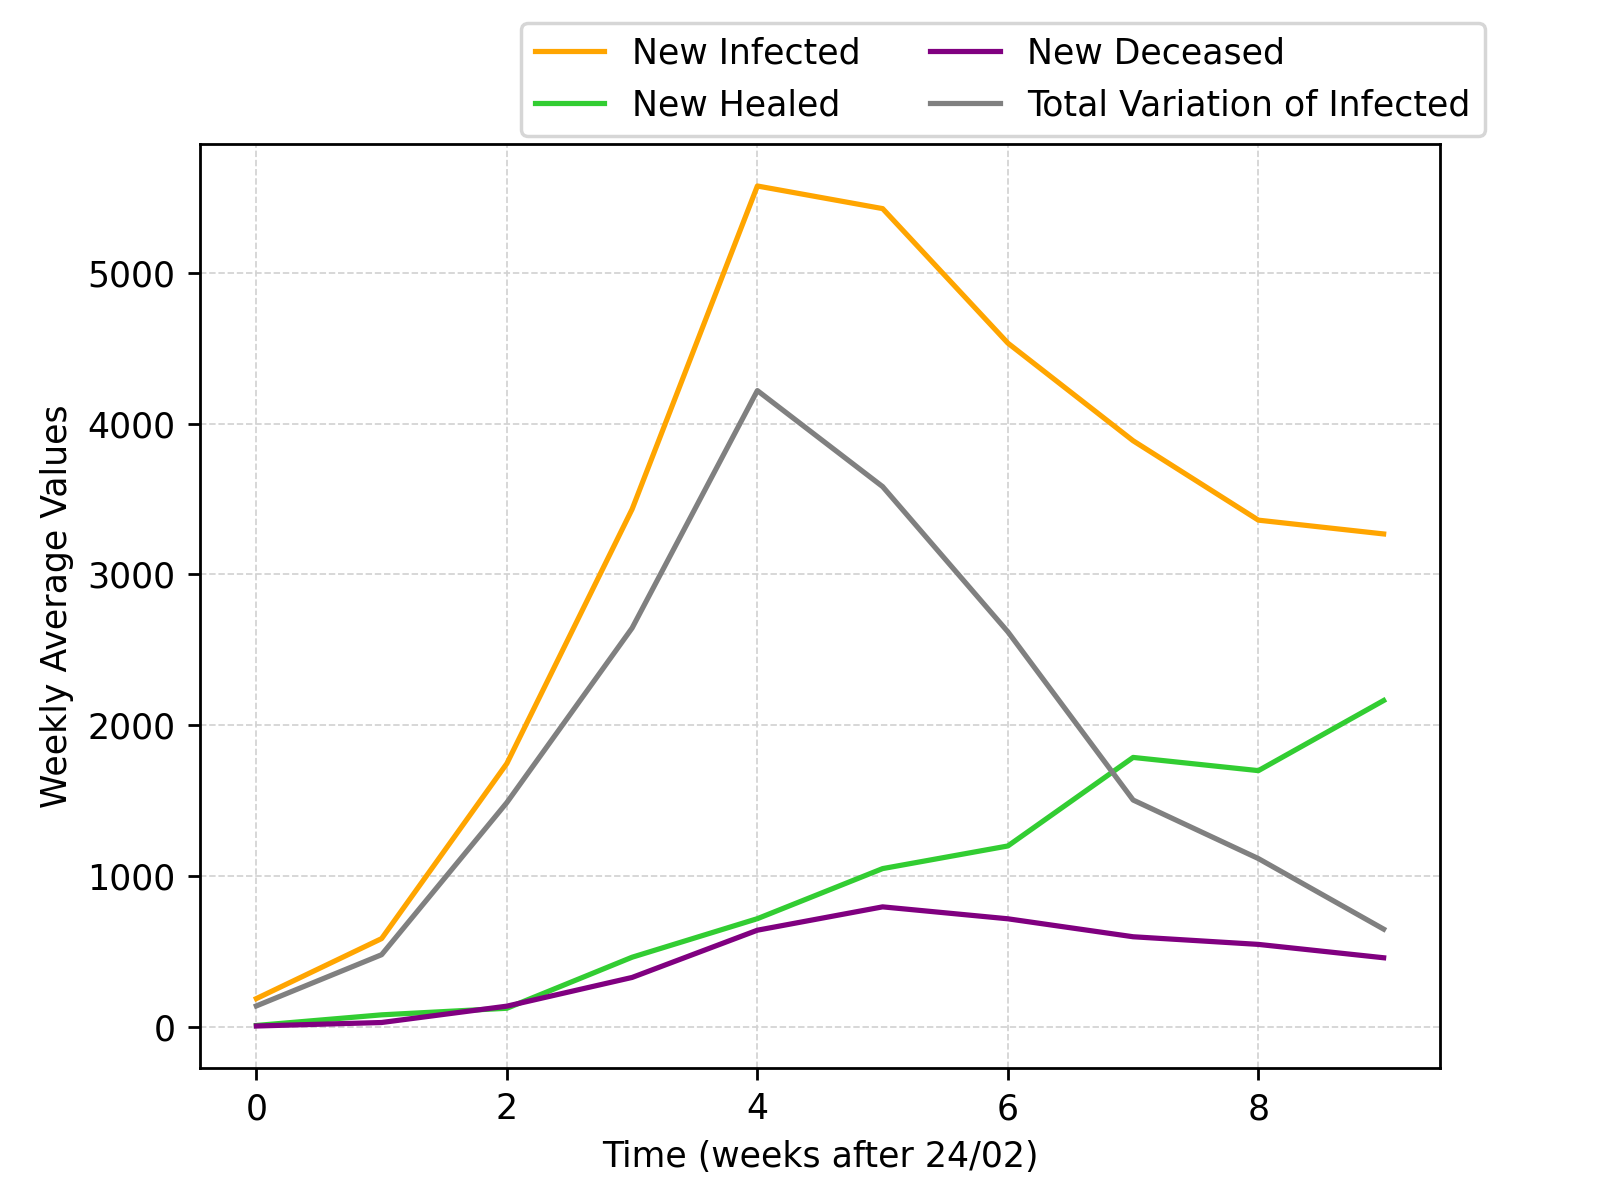 New Infected
New Healed
New Deceased
Total Variation of Infected
Weekly Average Values
5000
4000
3000
2000
1000
0
0 2 4 6 8
Time (weeks after 24/02)